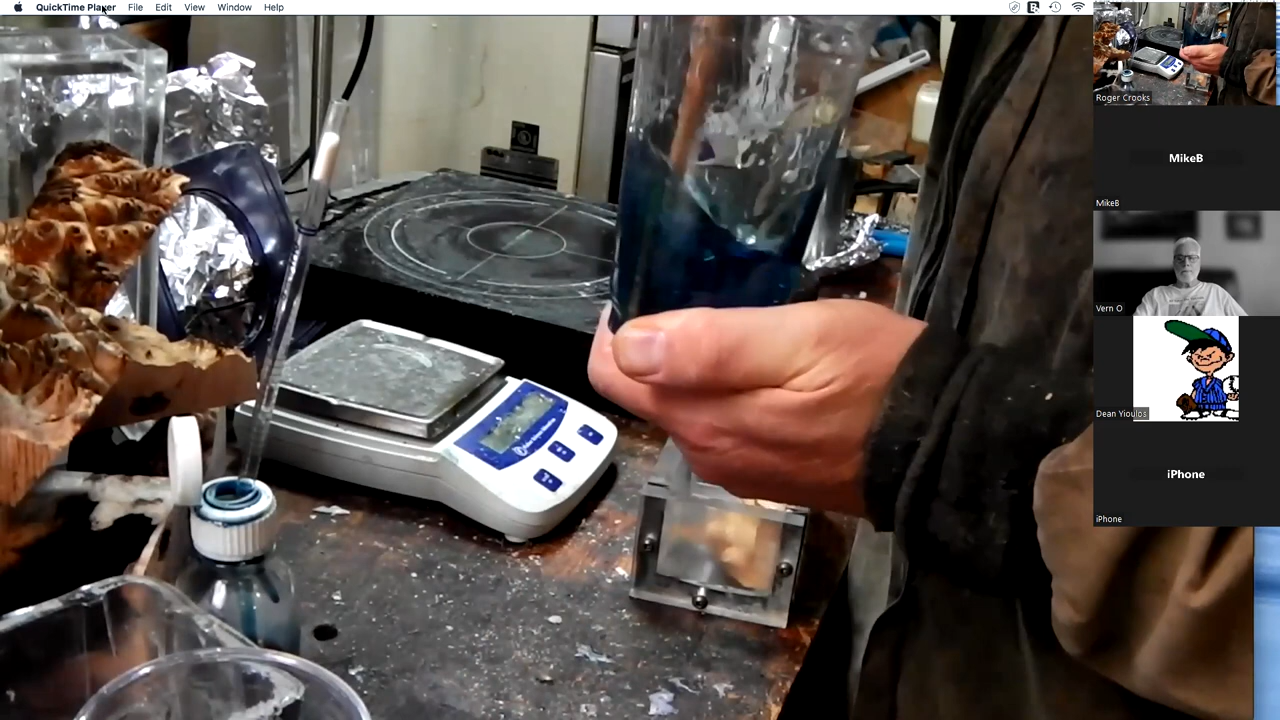 QuickTime Player File Edit View Window Help
Roger Crooks
MikeB
MikeB
Vern O
Dean Yioulos
iPhone
iPhone